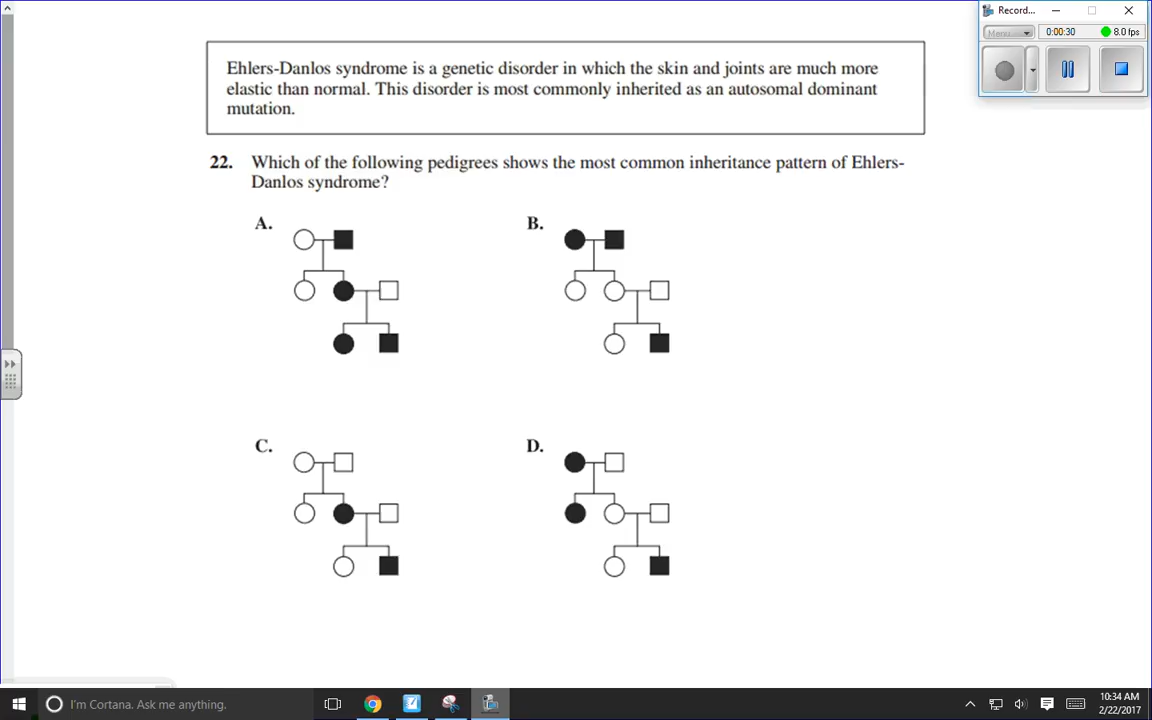 Record...
Menu
0:00:30
8.0 fps
Ehlers-Danlos syndrome is a genetic disorder in which the skin and joints are much more
elastic than normal. This disorder is most commonly inherited as an autosomal dominant
mutation.
22. Which of the following pedigrees shows the most common inheritance pattern of Ehlers-
Danlos syndrome?
A.
B.
C.
D.
I'm Cortana. Ask me anything.
10:34 AM
2/22/2017